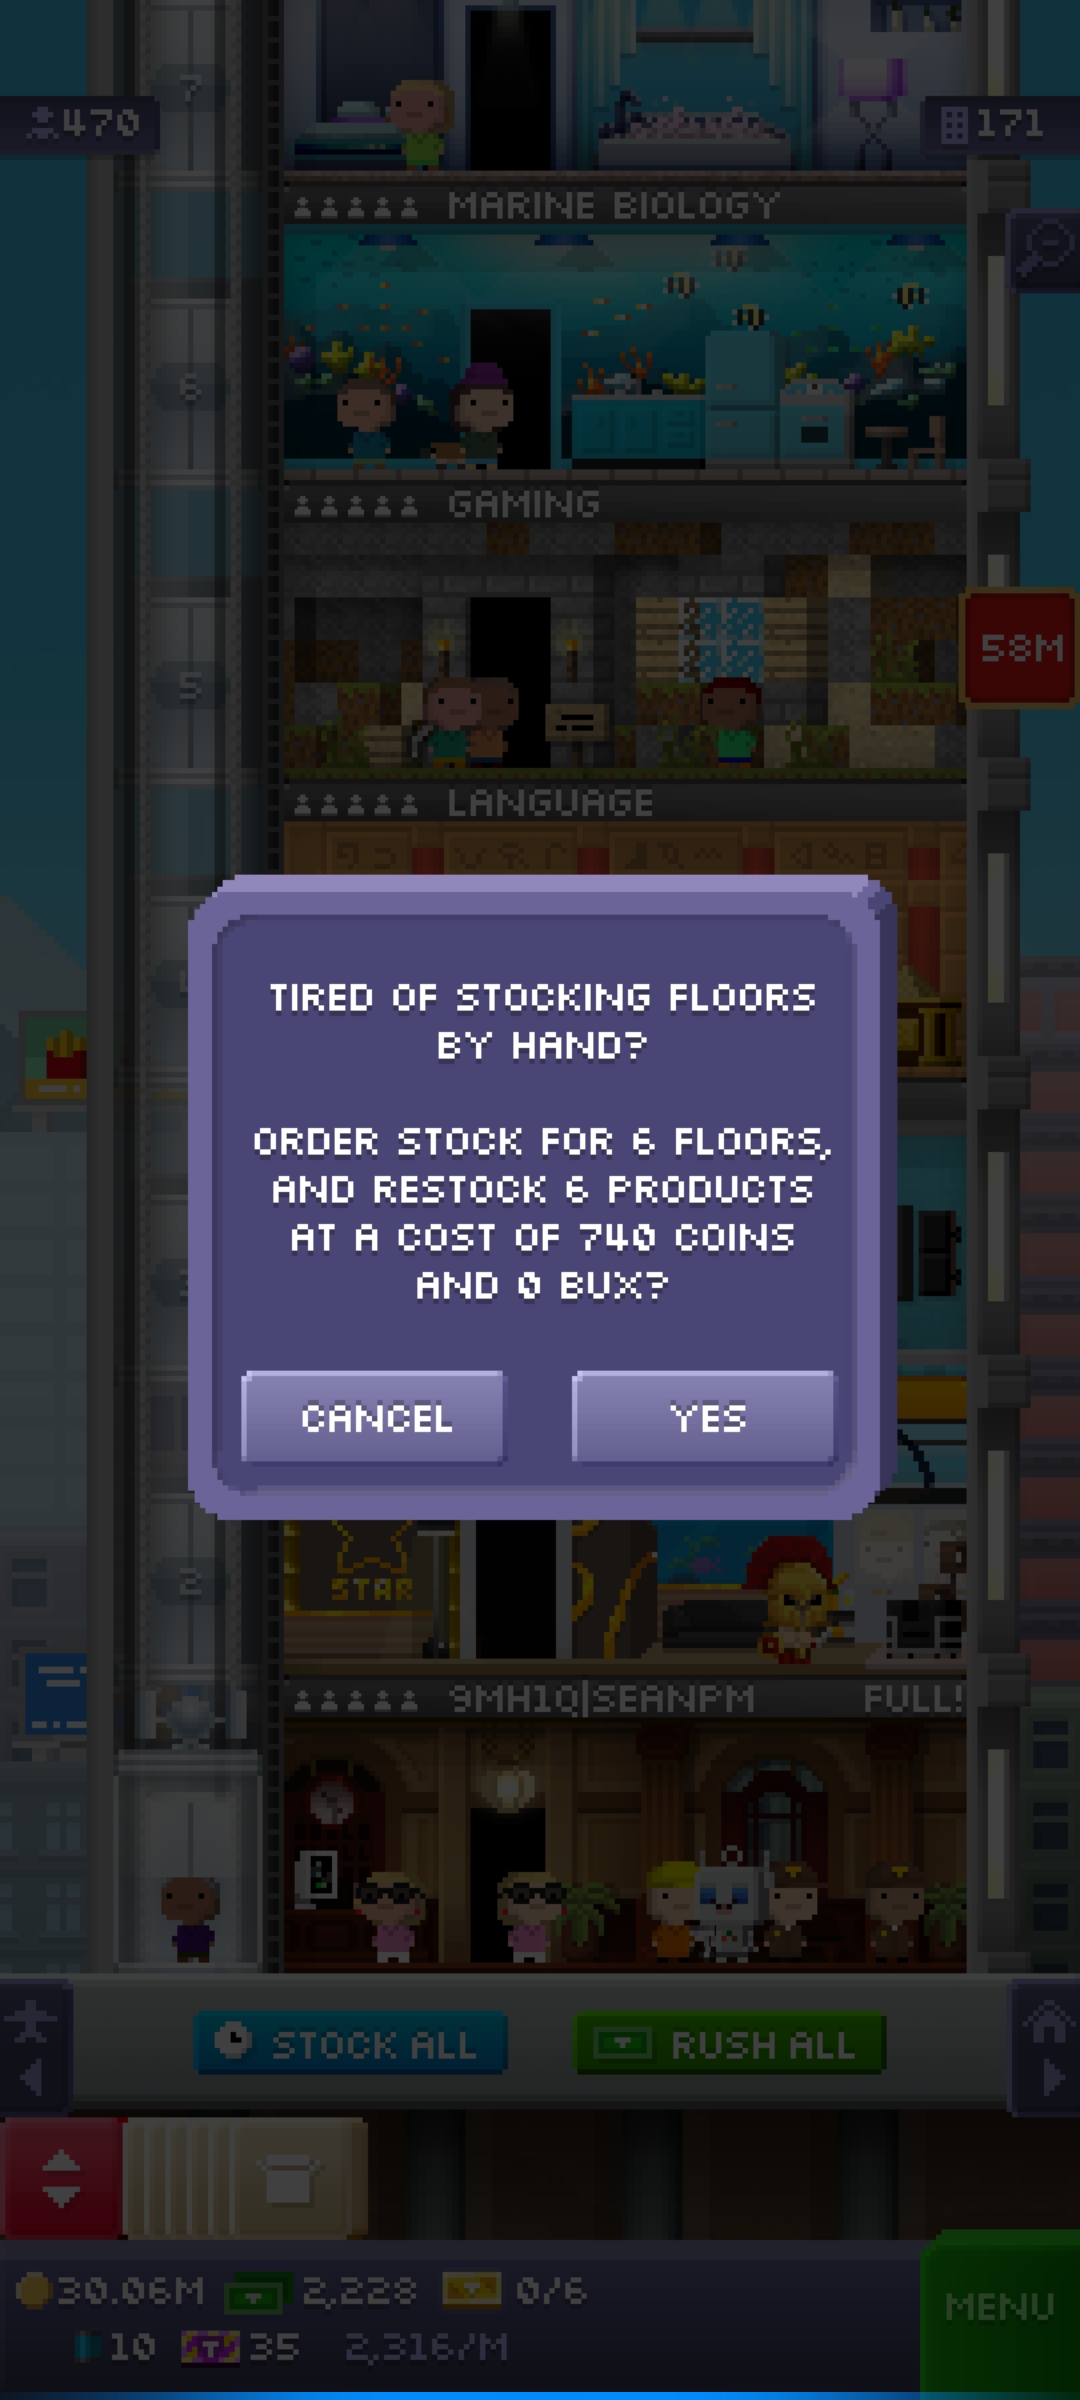 7
470
171
MARINE BIOLOGY
6
GAMING
58M
5
LANGUAGE
TIRED OF STOCKING FLOORS
BY HAND?
ORDER STOCK FOR 6 FLOORS,
AND RESTOCK 6 PRODUCTS
AT A COST OF 740 COINS
AND 0 BUX?
CANCEL
YES
2
STAR
9MH1Q|SEANPM
FULL!
STOCK ALL
RUSH ALL
30.06M
2,228
0/6
MENU
10
35
2,316/M